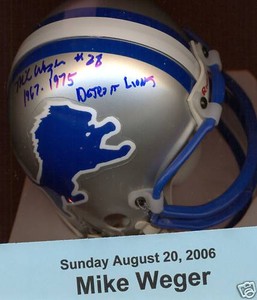 Mike Weger #28
1967-1975
Detroit Lions
Sunday August 20, 2006
Mike Weger